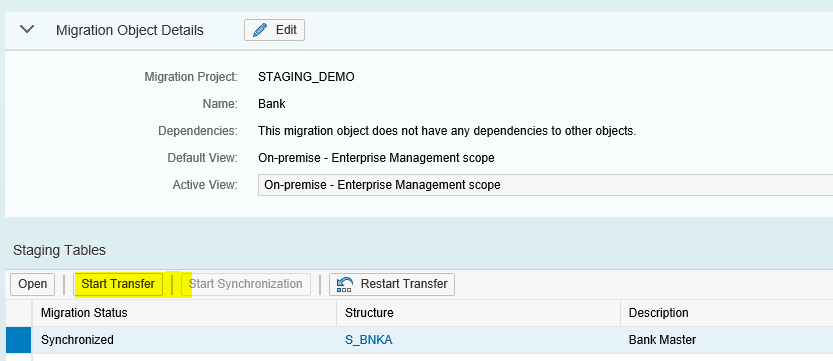 Migration Object Details Edit
Migration Project: STAGING_DEMO
Name: Bank
Dependencies: This migration object does not have any dependencies to other objects.
Default View: On-premise - Enterprise Management scope
Active View: On-premise - Enterprise Management scope
Staging Tables
Open Start Transfer Start Synchronization Restart Transfer
Migration Status Structure Description
Synchronized S_BNKA Bank Master